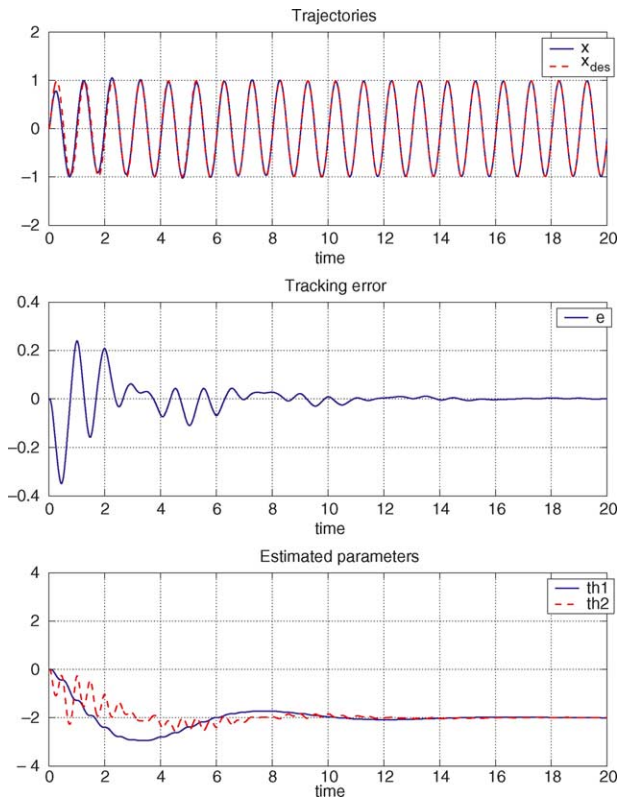 Trajectories
2
1
0
−1
−2
x
x_des
0 2 4 6 8 10 12 14 16 18 20
time
Tracking error
0.4
0.2
0
−0.2
−0.4
e
0 2 4 6 8 10 12 14 16 18 20
time
Estimated parameters
4
2
0
−2
−4
th1
th2
0 2 4 6 8 10 12 14 16 18 20
time